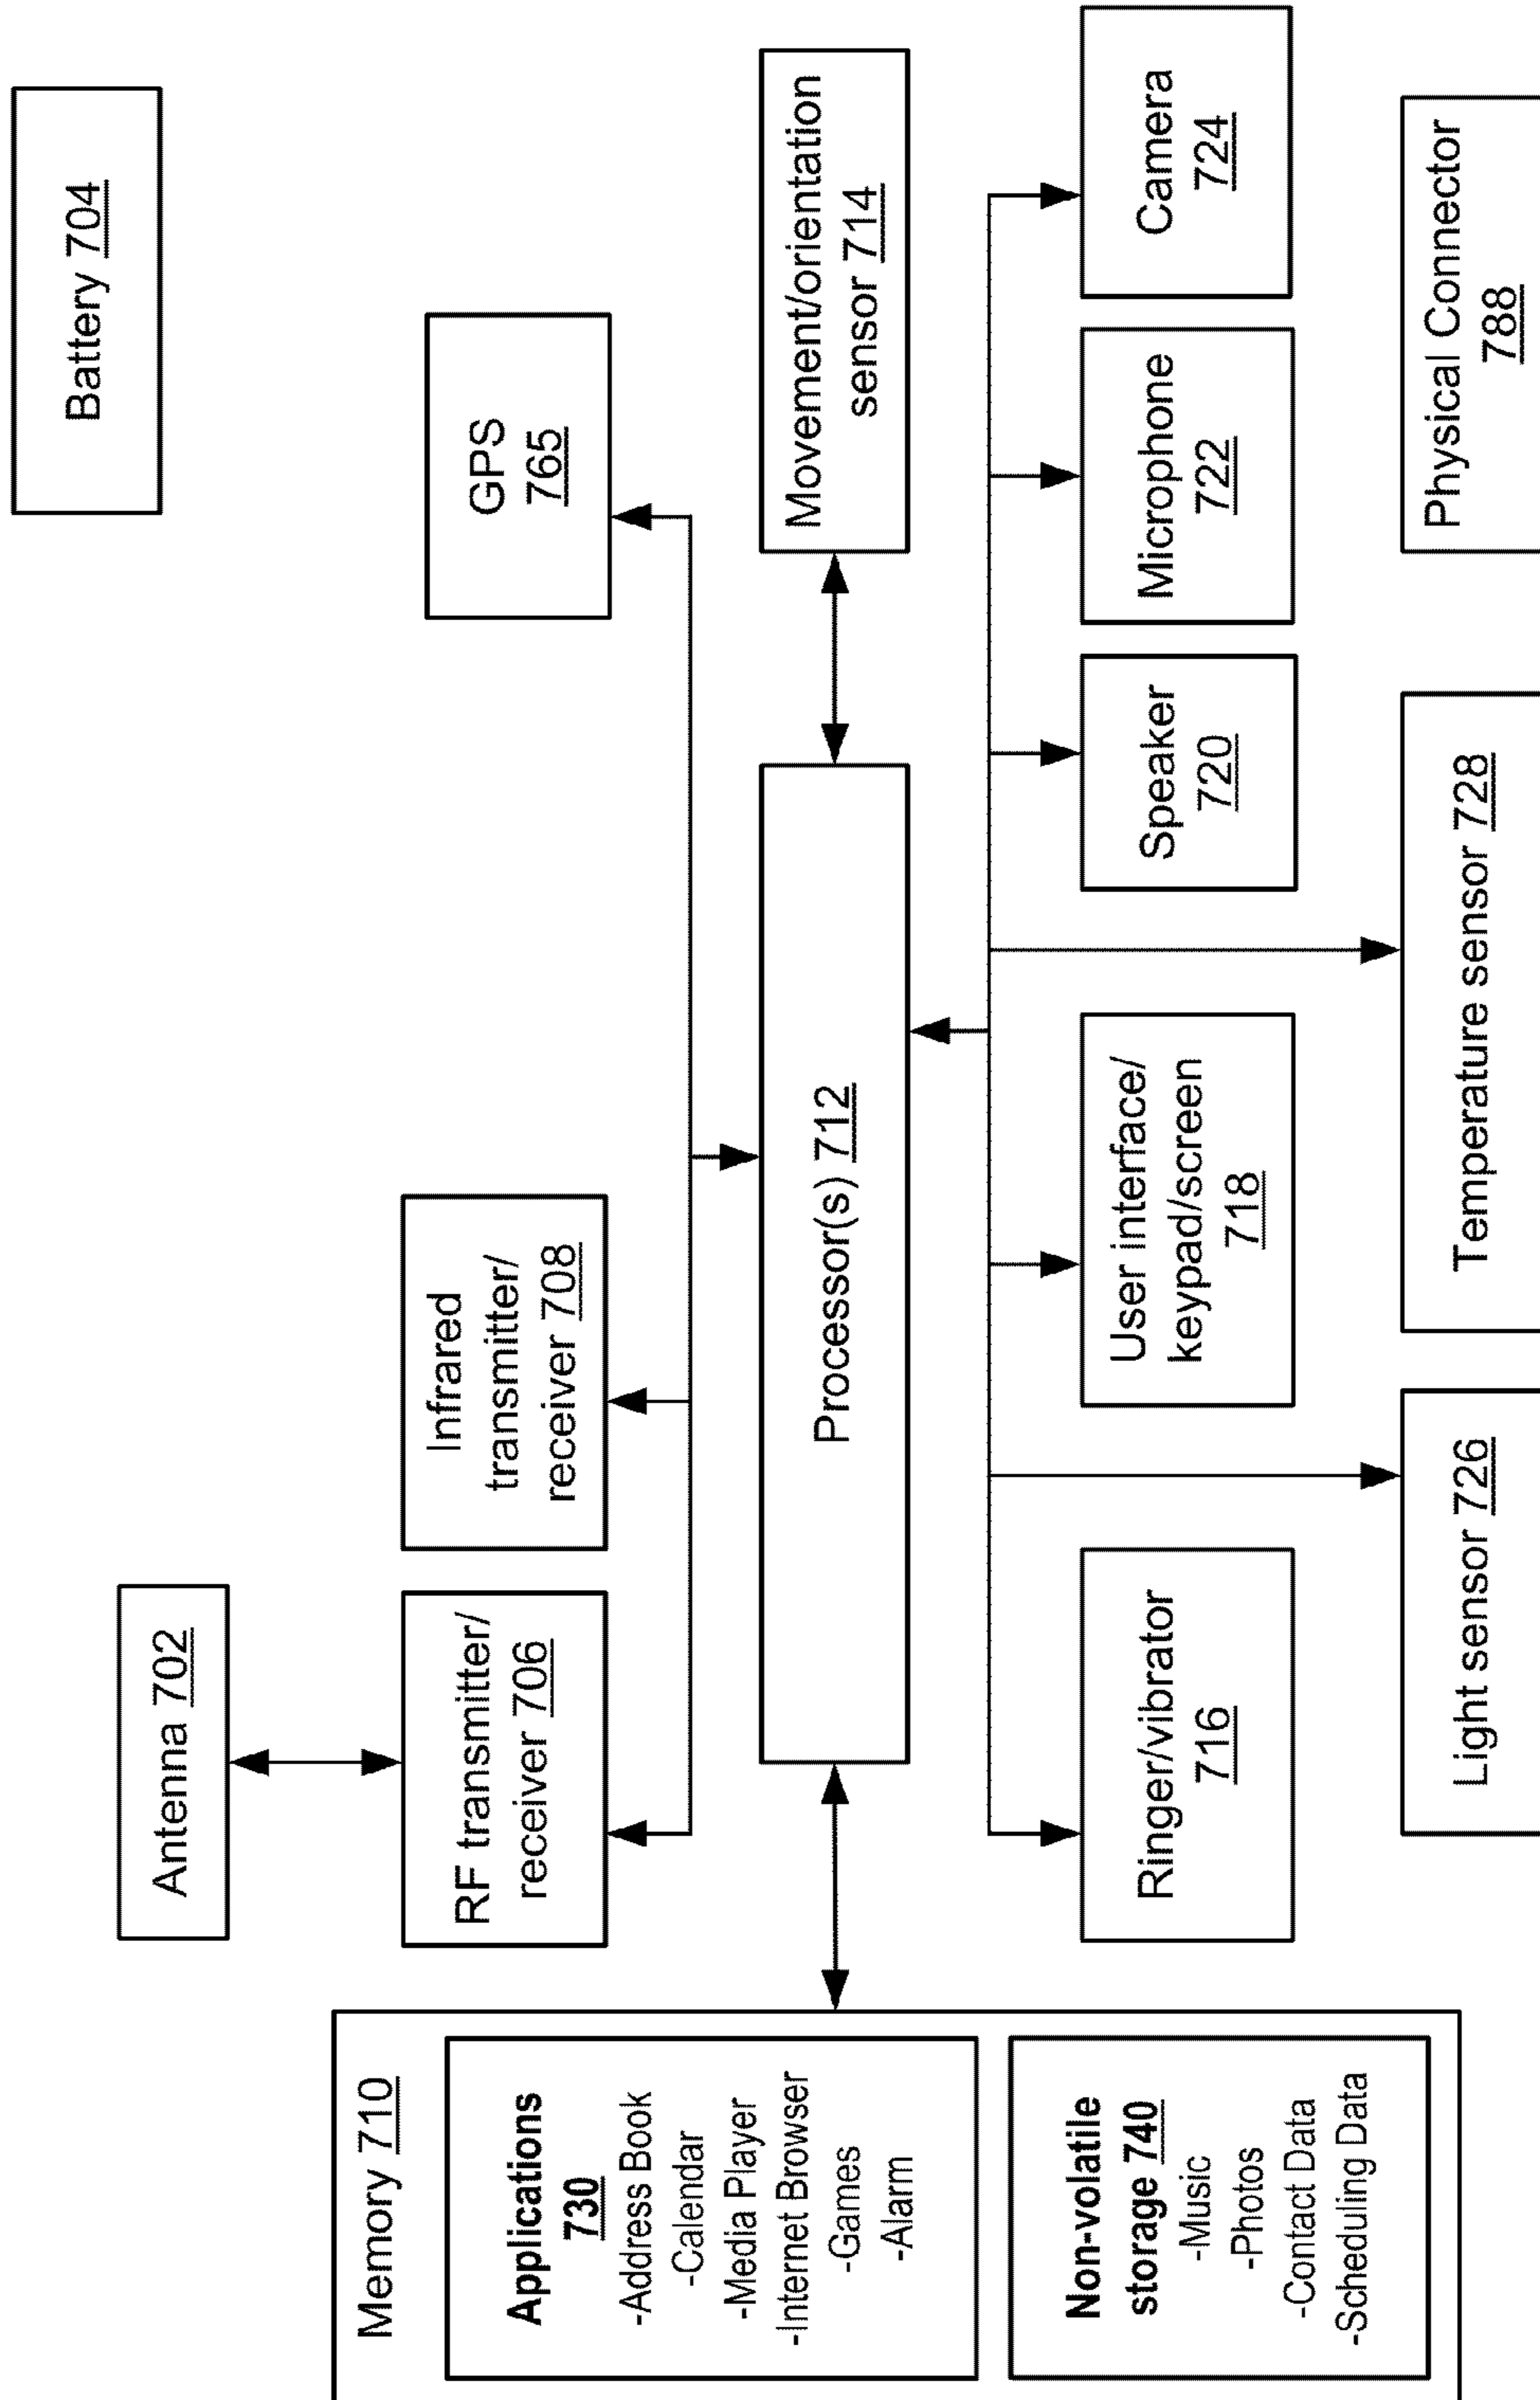 Battery 704
Antenna 702
RF transmitter/
receiver 706
Infrared
transmitter/
receiver 708
GPS
765
Memory 710
Applications
730
-Address Book
-Calendar
-Media Player
-Internet Browser
-Games
-Alarm
Non-volatile
storage 740
-Music
-Photos
-Contact Data
-Scheduling Data
Processor(s) 712
Movement/orientation
sensor 714
Ringer/vibrator
716
User interface/
keypad/screen
718
Speaker
720
Microphone
722
Camera
724
Light sensor 726
Temperature sensor 728
Physical Connector
788